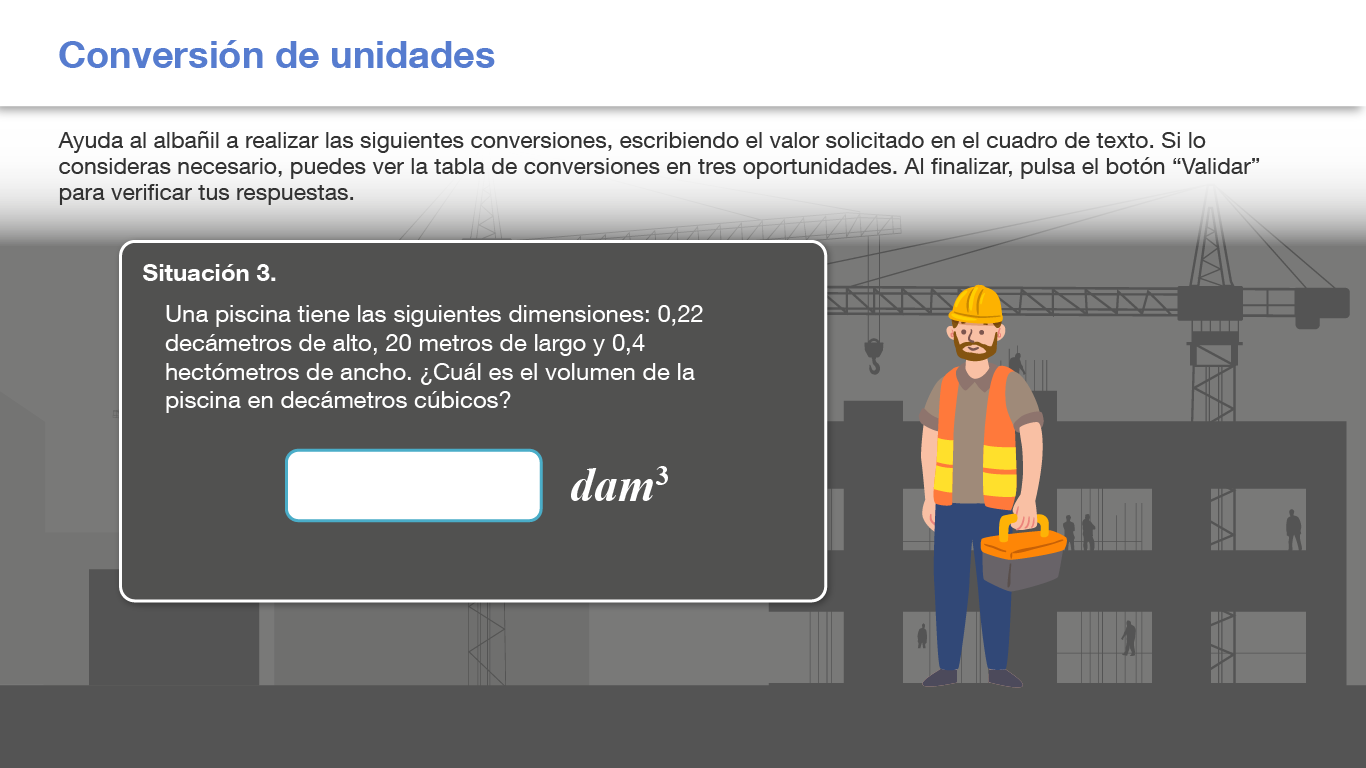 Conversión de unidades
Ayuda al albañil a realizar las siguientes conversiones, escribiendo el valor solicitado en el cuadro de texto. Si lo
consideras necesario, puedes ver la tabla de conversiones en tres oportunidades. Al finalizar, pulsa el botón “Validar”
para verificar tus respuestas.
Situación 3.
Una piscina tiene las siguientes dimensiones: 0,22
decámetros de alto, 20 metros de largo y 0,4
hectómetros de ancho. ¿Cuál es el volumen de la
piscina en decámetros cúbicos?
dam³